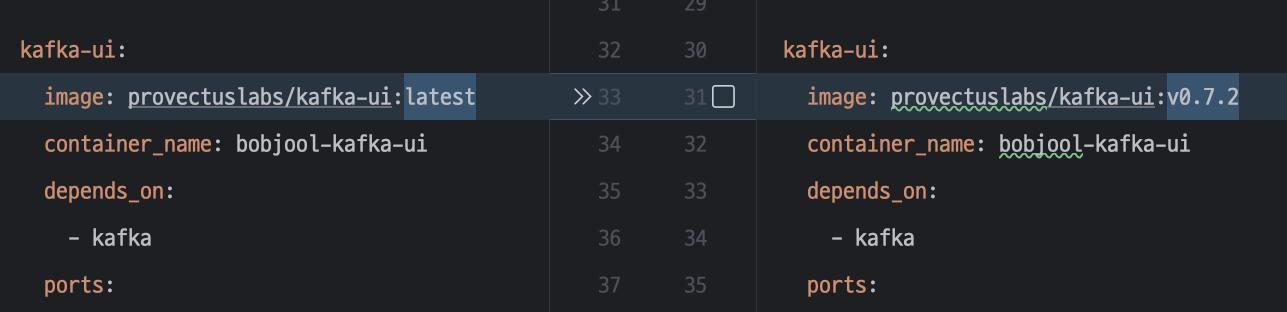 31 29
kafka-ui: 32 30 kafka-ui:
image: provectuslabs/kafka-ui:latest 33 31 image: provectuslabs/kafka-ui:v0.7.2
container_name: bobjool-kafka-ui 34 32 container_name: bobjool-kafka-ui
depends_on: 35 33 depends_on:
- kafka 36 34 - kafka
ports: 37 35 ports: